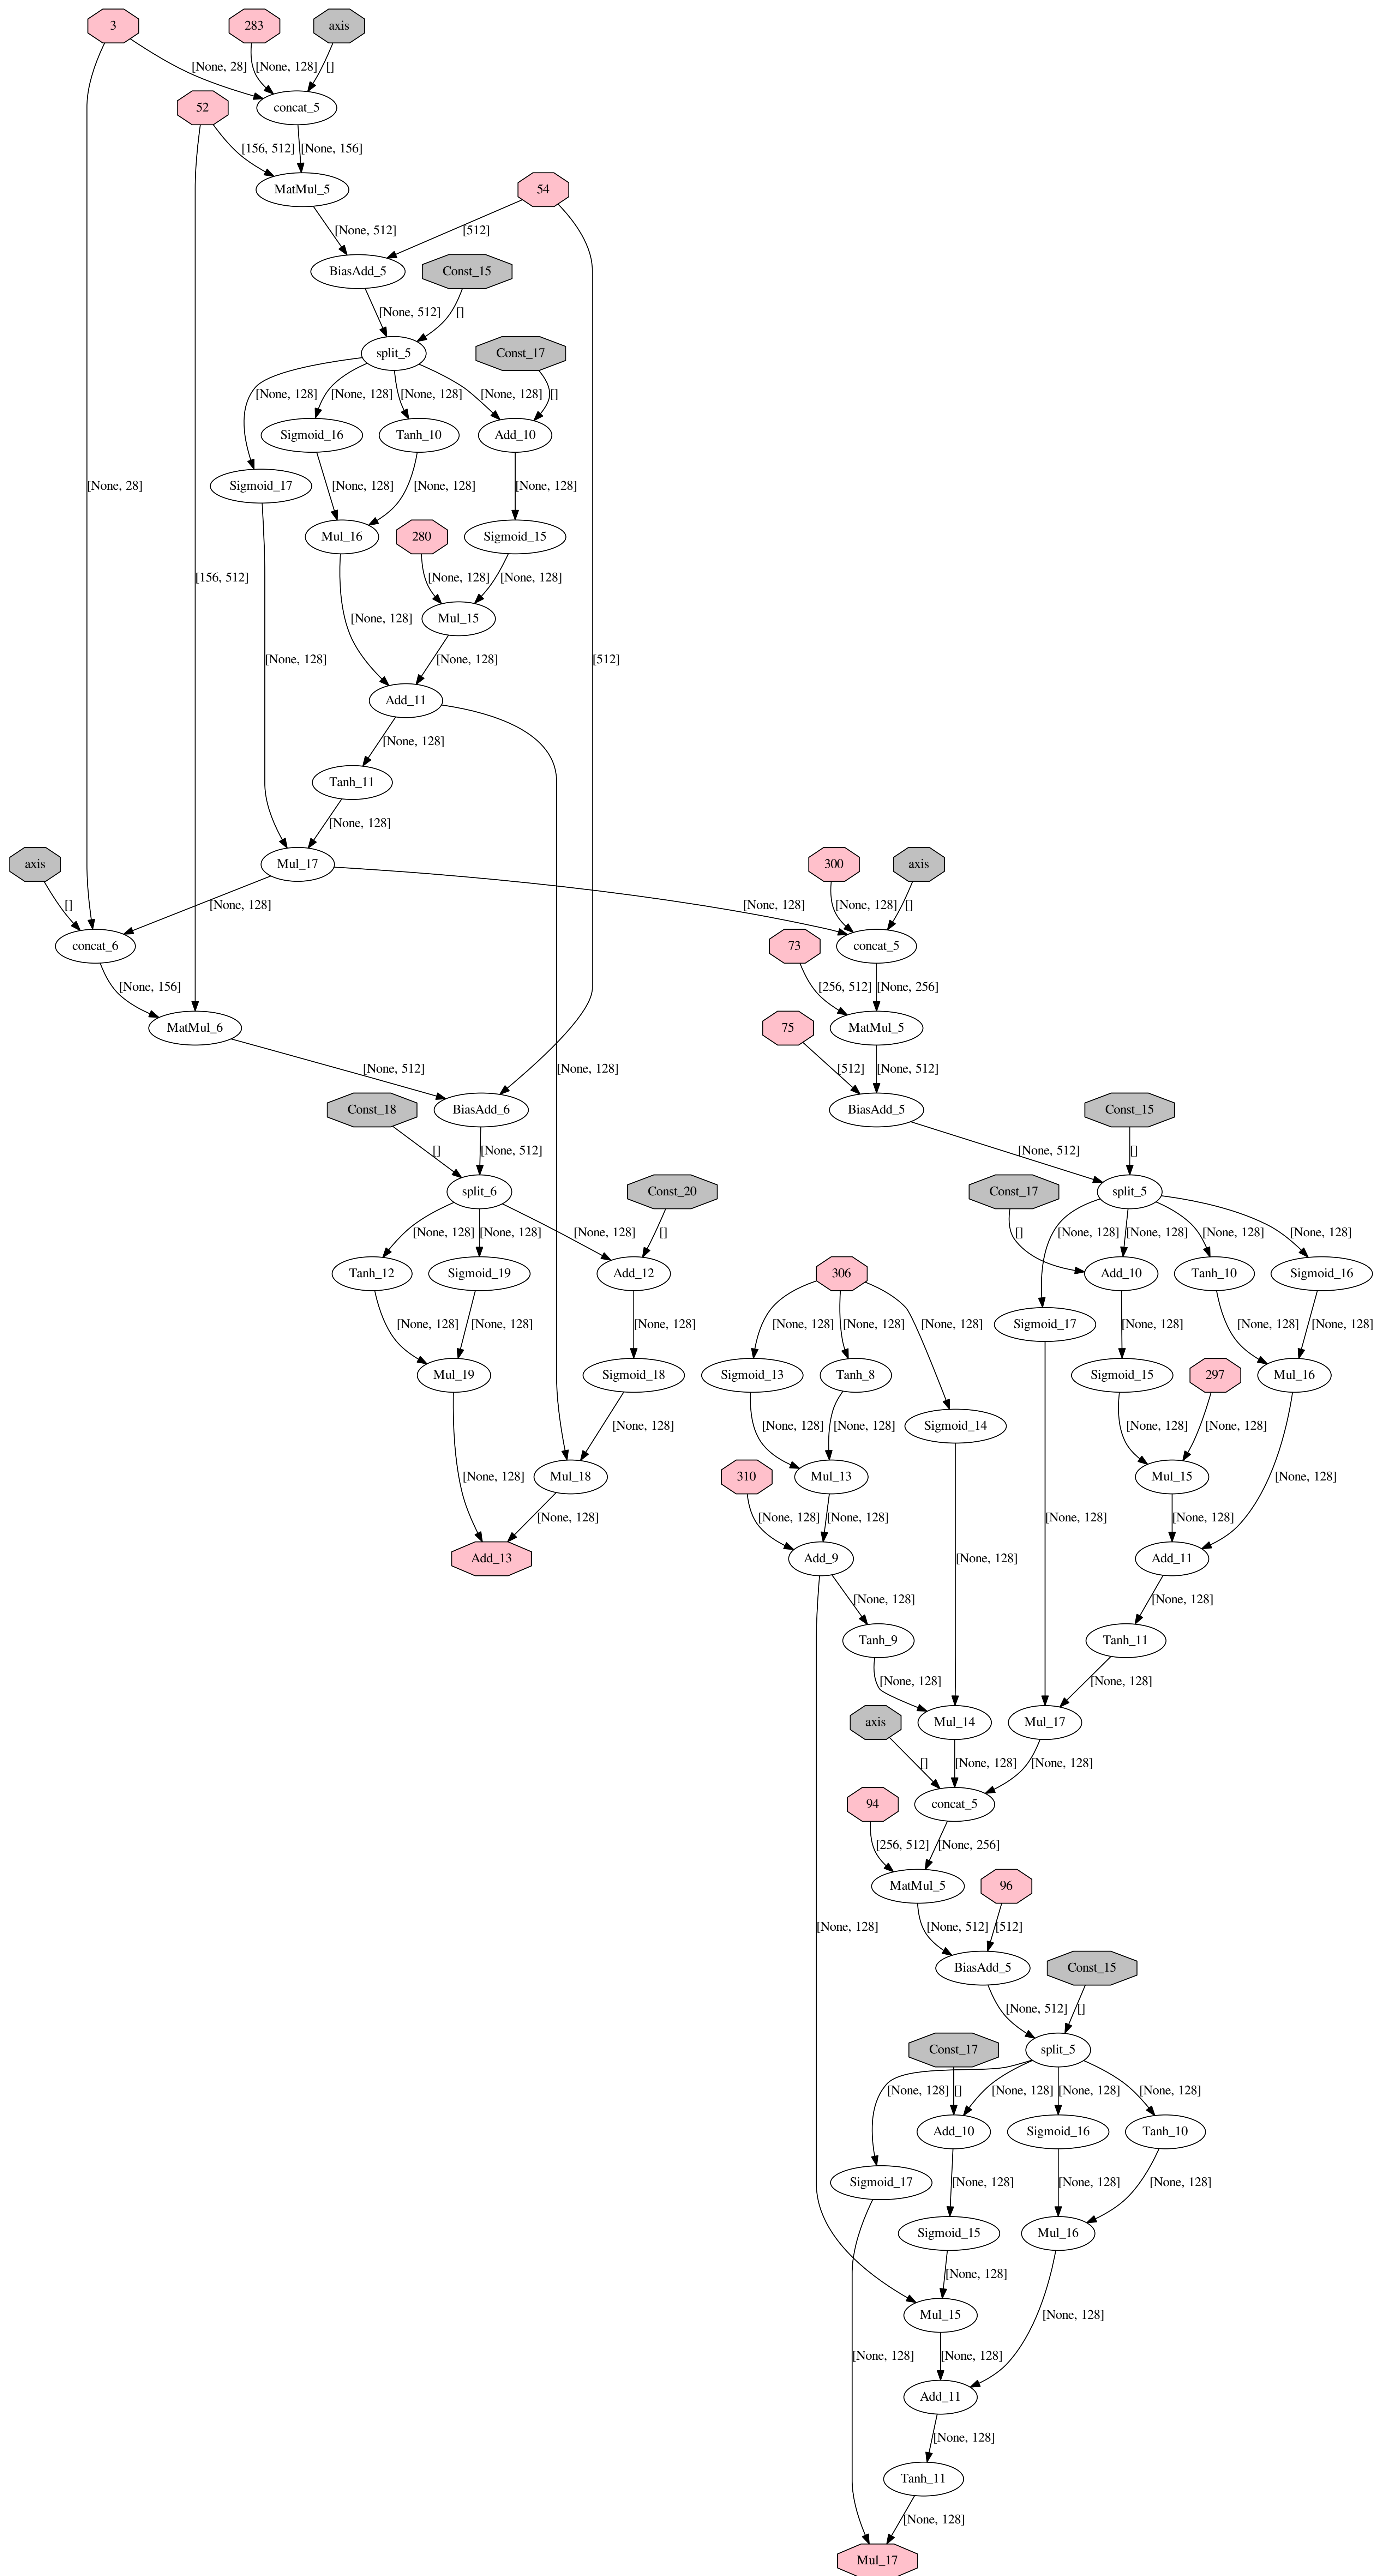 3 283 axis
[None, 28] [None, 128] []
52 concat_5
[156, 512] [None, 156]
MatMul_5 54
[None, 512] [512]
BiasAdd_5 Const_15
[None, 512] []
split_5 Const_17
[None, 128] [None, 128] [None, 128] [None, 128] []
Sigmoid_16 Tanh_10 Add_10
[None, 28] Sigmoid_17 [None, 128] [None, 128] [None, 128]
Mul_16 280 Sigmoid_15
[156, 512] [None, 128] [None, 128]
[None, 128] Mul_15
[None, 128] [None, 128] [512]
Add_11
[None, 128]
Tanh_11
[None, 128]
axis Mul_17 300 axis
[] [None, 128] [None, 128] [None, 128] []
concat_6 73 concat_5
[None, 156] [256, 512] [None, 256]
MatMul_6 75 MatMul_5
[None, 512] [None, 128] [512] [None, 512]
Const_18 BiasAdd_6 BiasAdd_5 Const_15
[] [None, 512] [None, 512] []
split_6 Const_20 Const_17 split_5
[None, 128] [None, 128] [None, 128] [] [] [None, 128] [None, 128] [None, 128] [None, 128]
Tanh_12 Sigmoid_19 Add_12 306 Add_10 Tanh_10 Sigmoid_16
[None, 128] [None, 128] [None, 128] [None, 128] [None, 128] [None, 128] Sigmoid_17 [None, 128] [None, 128] [None, 128]
Mul_19 Sigmoid_18 Sigmoid_13 Tanh_8 Sigmoid_15 297 Mul_16
[None, 128] [None, 128] [None, 128] Sigmoid_14 [None, 128] [None, 128]
[None, 128] Mul_18 310 Mul_13 Mul_15 [None, 128]
[None, 128] [None, 128] [None, 128] [None, 128] [None, 128]
Add_13 Add_9 [None, 128] Add_11
[None, 128] [None, 128]
Tanh_9 Tanh_11
[None, 128] [None, 128]
axis Mul_14 Mul_17
[] [None, 128] [None, 128]
94 concat_5
[256, 512] [None, 256]
MatMul_5 96
[None, 128] [None, 512] [512]
BiasAdd_5 Const_15
[None, 512] []
Const_17 split_5
[None, 128] [] [None, 128] [None, 128] [None, 128]
Add_10 Sigmoid_16 Tanh_10
Sigmoid_17 [None, 128] [None, 128] [None, 128]
Sigmoid_15 Mul_16
[None, 128]
Mul_15 [None, 128]
[None, 128] [None, 128]
Add_11
[None, 128]
Tanh_11
[None, 128]
Mul_17